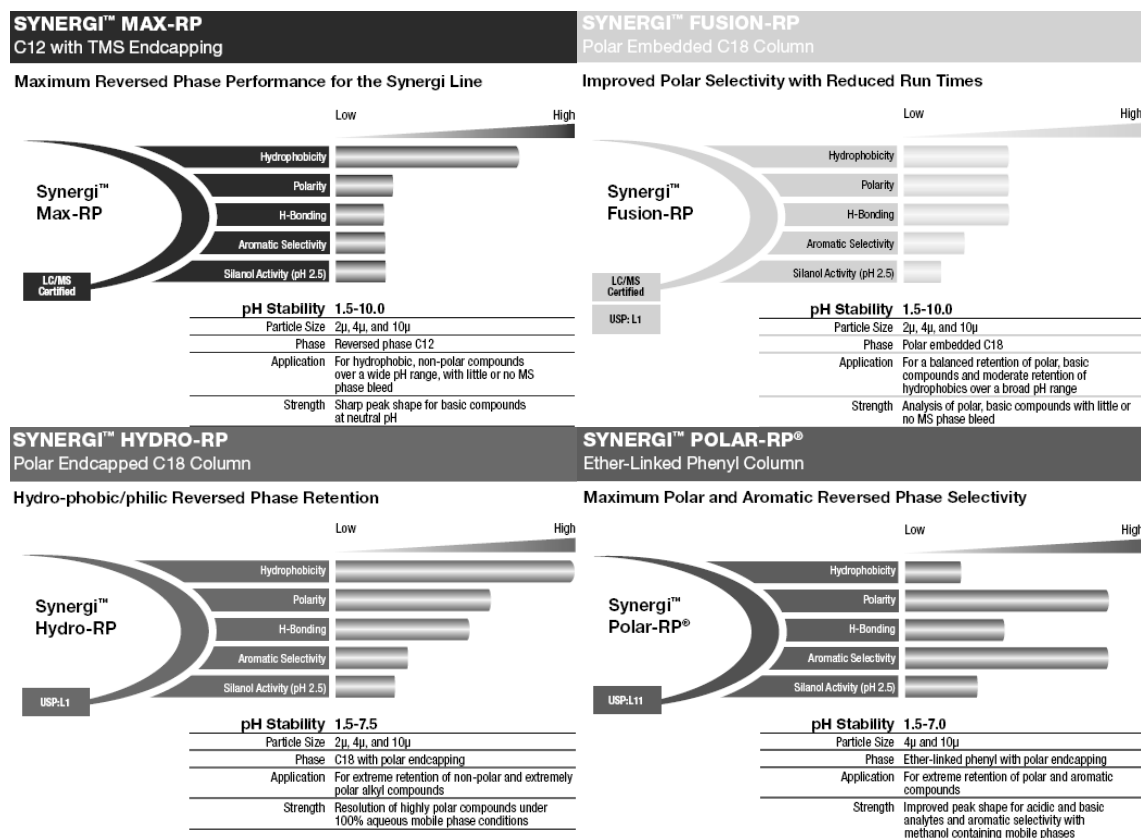 SYNERGI™ MAX-RP
C12 with TMS Endcapping
Maximum Reversed Phase Performance for the Synergi Line
Low High
Synergi™
Max-RP
Hydrophobicity
Polarity
H-Bonding
Aromatic Selectivity
Silanol Activity (pH 2.5)
LC/MS
Certified
pH Stability 1.5-10.0
Particle Size 2µ, 4µ, and 10µ
Phase Reversed phase C12
Application For hydrophobic, non-polar compounds
over a wide pH range, with little or no MS
phase bleed
Strength Sharp peak shape for basic compounds
at neutral pH
SYNERGI™ FUSION-RP
Polar Embedded C18 Column
Improved Polar Selectivity with Reduced Run Times
Low High
Synergi™
Fusion-RP
Hydrophobicity
Polarity
H-Bonding
Aromatic Selectivity
Silanol Activity (pH 2.5)
LC/MS
Certified
USP: L1
pH Stability 1.5-10.0
Particle Size 2µ, 4µ, and 10µ
Phase Polar embedded C18
Application For a balanced retention of polar, basic
compounds and moderate retention of
hydrophobics over a broad pH range
Strength Analysis of polar, basic compounds with little or
no MS phase bleed
SYNERGI™ HYDRO-RP
Polar Endcapped C18 Column
Hydro-phobic/philic Reversed Phase Retention
Low High
Synergi™
Hydro-RP
Hydrophobicity
Polarity
H-Bonding
Aromatic Selectivity
Silanol Activity (pH 2.5)
USP:L1
pH Stability 1.5-7.5
Particle Size 2µ, 4µ, and 10µ
Phase C18 with polar endcapping
Application For extreme retention of non-polar and extremely
polar alkyl compounds
Strength Resolution of highly polar compounds under
100% aqueous mobile phase conditions
SYNERGI™ POLAR-RP®
Ether-Linked Phenyl Column
Maximum Polar and Aromatic Reversed Phase Selectivity
Low High
Synergi™
Polar-RP®
Hydrophobicity
Polarity
H-Bonding
Aromatic Selectivity
Silanol Activity (pH 2.5)
USP:L11
pH Stability 1.5-7.0
Particle Size 4µ and 10µ
Phase Ether-linked phenyl with polar endcapping
Application For extreme retention of polar and aromatic
compounds
Strength Improved peak shape for acidic and basic
analytes and aromatic selectivity with
methanol containing mobile phases